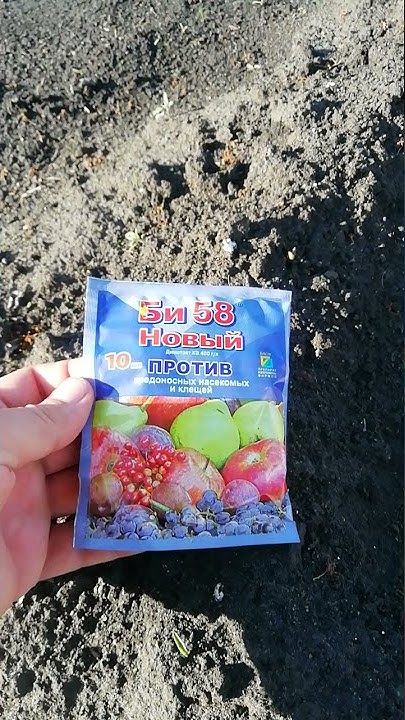 Би 58
Новый
Диметоат КЭ 400 г/л
10 мл ПРОТИВ
вредоносных насекомых
и клещей